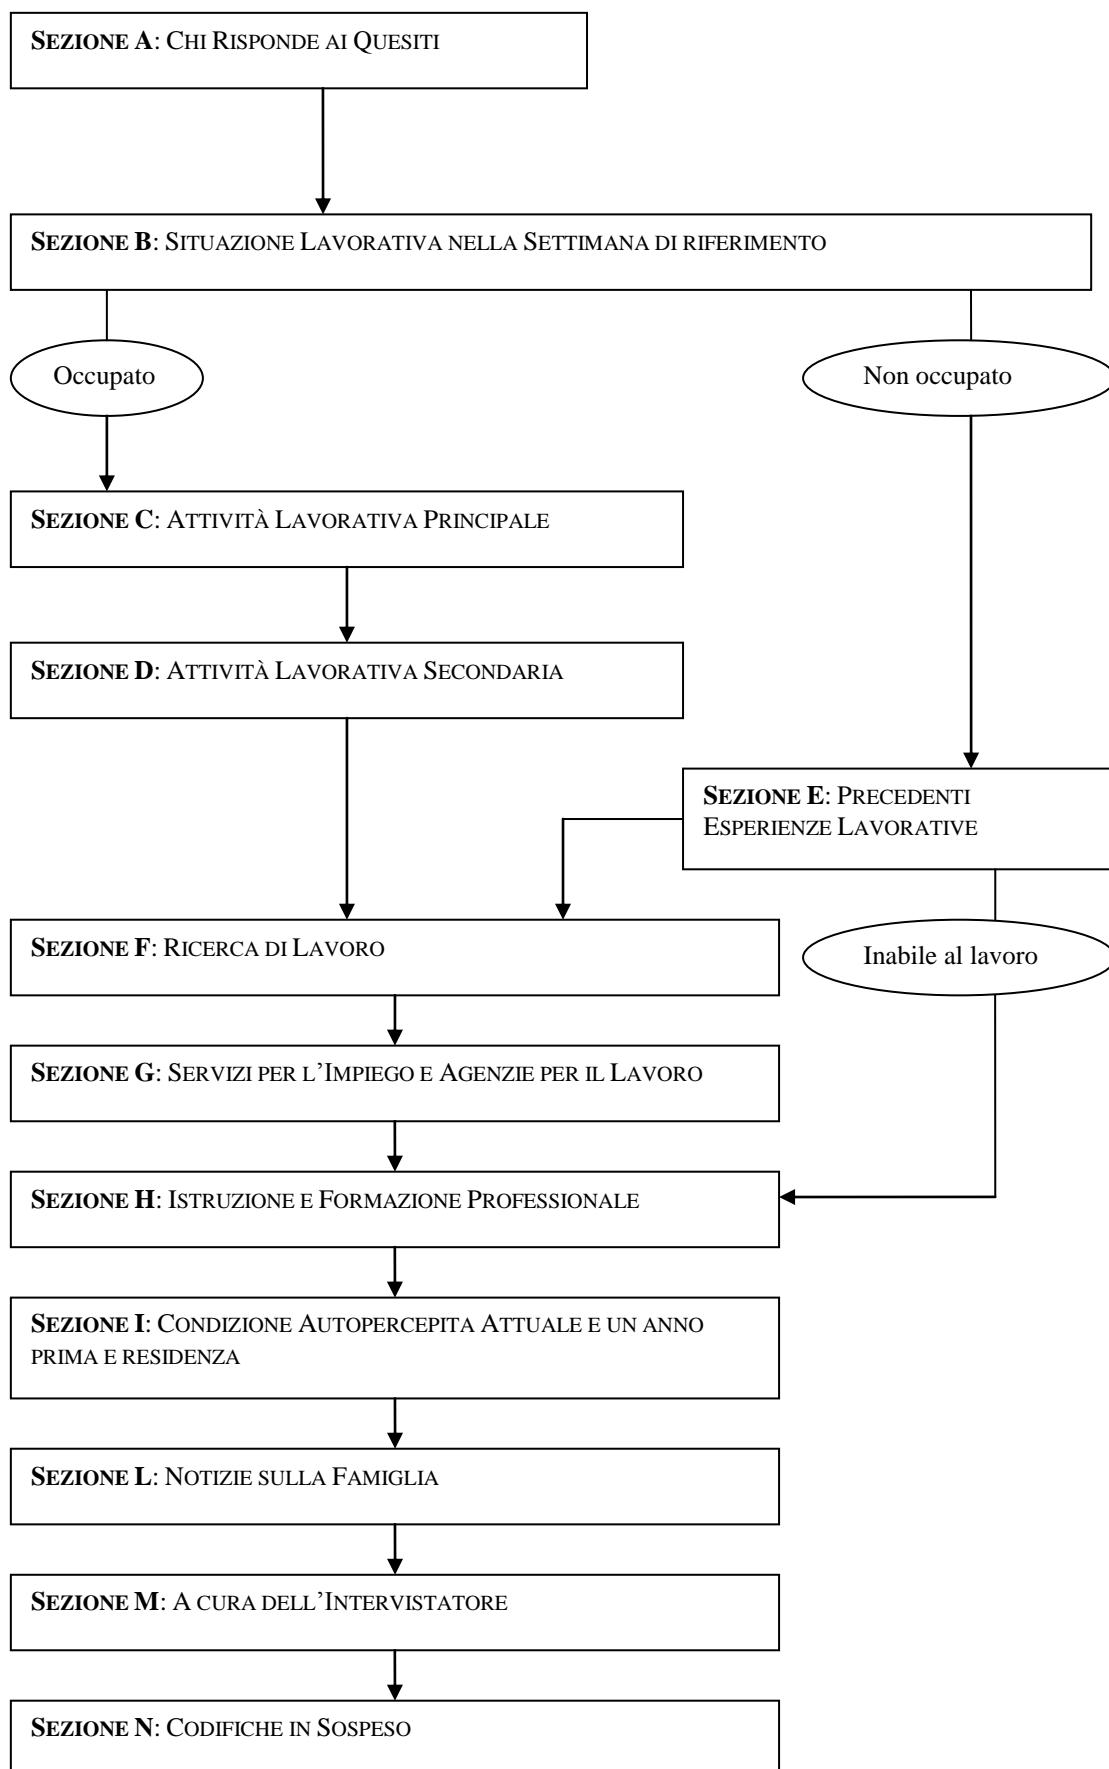 SEZIONE A: CHI RISPONDE AI QUESITI
SEZIONE B: SITUAZIONE LAVORATIVA NELLA SETTIMANA DI RIFERIMENTO
Occupato
Non occupato
SEZIONE C: ATTIVITÀ LAVORATIVA PRINCIPALE
SEZIONE D: ATTIVITÀ LAVORATIVA SECONDARIA
SEZIONE E: PRECEDENTI
ESPERIENZE LAVORATIVE
SEZIONE F: RICERCA DI LAVORO
Inabile al lavoro
SEZIONE G: SERVIZI PER L'IMPIEGO E AGENZIE PER IL LAVORO
SEZIONE H: ISTRUZIONE E FORMAZIONE PROFESSIONALE
SEZIONE I: CONDIZIONE AUTOPERCEPITA ATTUALE E UN ANNO
PRIMA E RESIDENZA
SEZIONE L: NOTIZIE SULLA FAMIGLIA
SEZIONE M: A CURA DELL'INTERVISTATORE
SEZIONE N: CODIFICHE IN SOSPESO